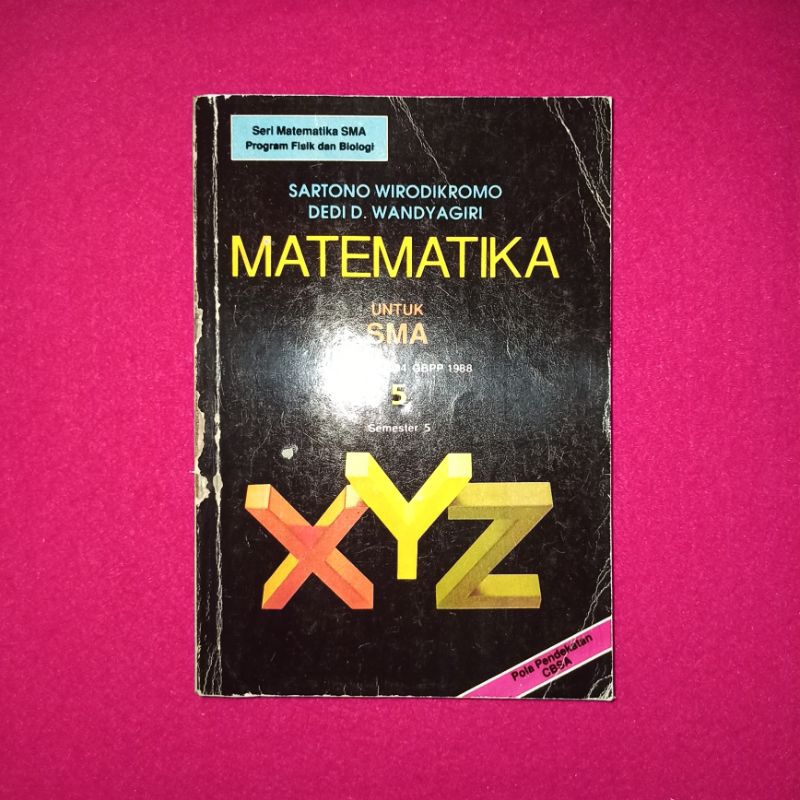 Seri Matematika SMA
Program Fisik dan Biologi
SARTONO WIRODIKROMO
DEDI D. WANDYAGIRI
MATEMATIKA
UNTUK
SMA
GBPP 1988
5
Semester 5
XYZ
Pola Pendekatan
CBSA